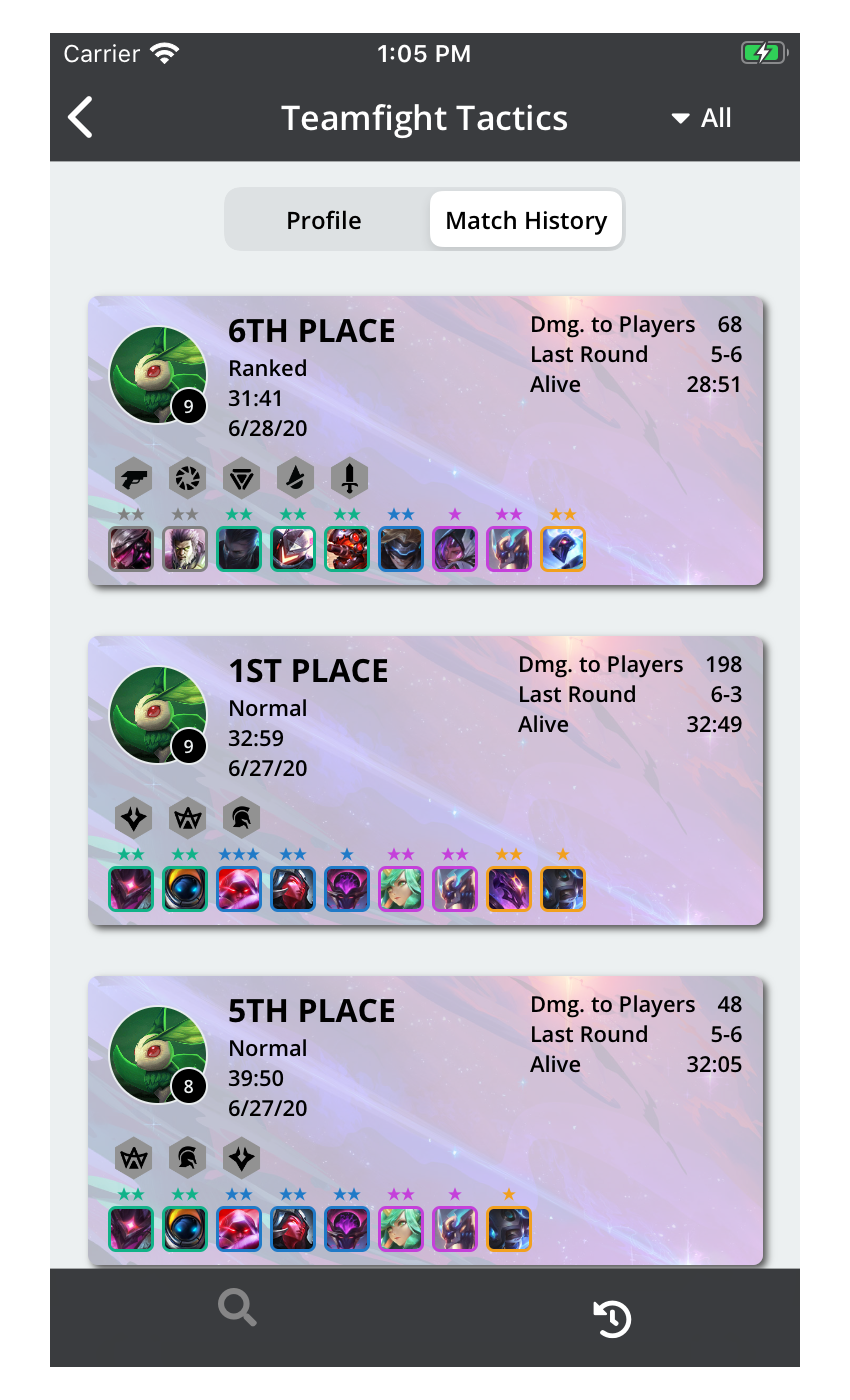 Carrier 1:05 PM
Teamfight Tactics All
Profile Match History
6TH PLACE
Ranked
31:41
6/28/20
Dmg. to Players 68
Last Round 5-6
Alive 28:51
9
1ST PLACE
Normal
32:59
6/27/20
Dmg. to Players 198
Last Round 6-3
Alive 32:49
9
5TH PLACE
Normal
39:50
6/27/20
Dmg. to Players 48
Last Round 5-6
Alive 32:05
8